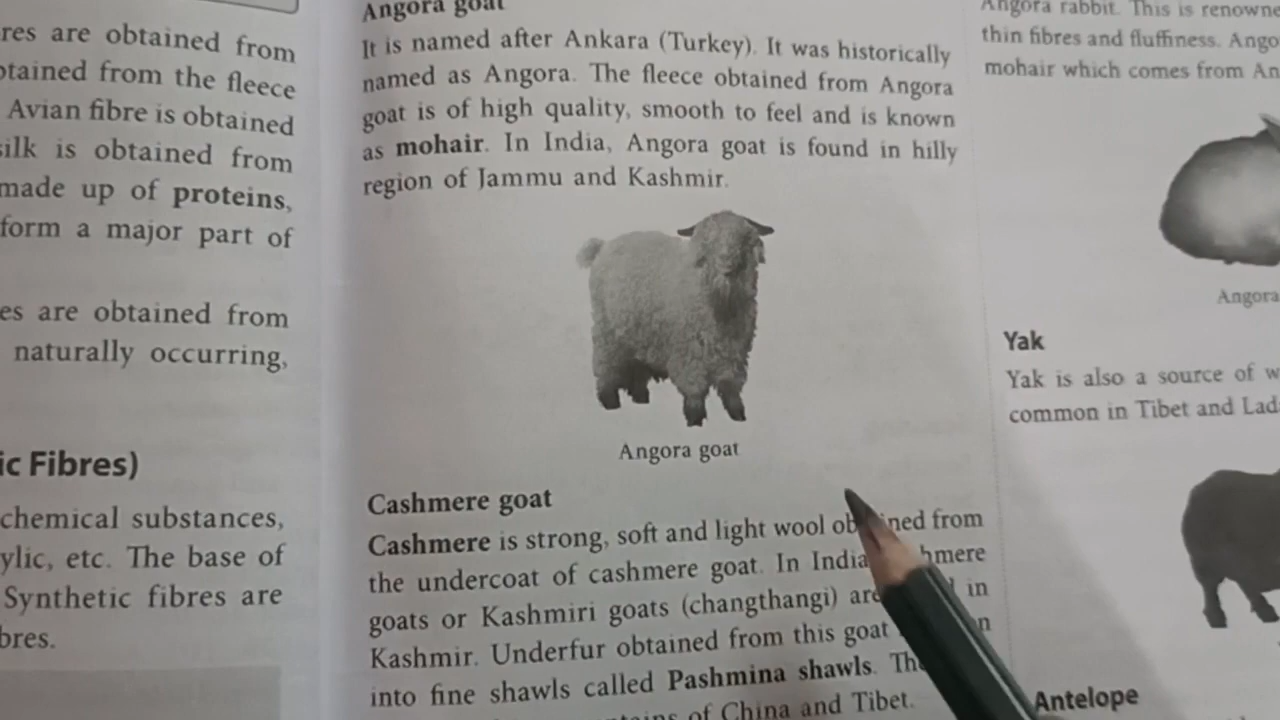 res are obtained from
obtained from the fleece
Avian fibre is obtained
silk is obtained from
made up of proteins,
form a major part of
es are obtained from
naturally occurring,
ic Fibres)
chemical substances,
ylic, etc. The base of
Synthetic fibres are
bres.
Angora goat
It is named after Ankara (Turkey). It was historically
named as Angora. The fleece obtained from Angora
goat is of high quality, smooth to feel and is known
as mohair. In India, Angora goat is found in hilly
region of Jammu and Kashmir.
Angora goat
Cashmere goat
Cashmere is strong, soft and light wool obtained from
the undercoat of cashmere goat. In India hmere
goats or Kashmiri goats (changthangi) are in
Kashmir. Underfur obtained from this goat
into fine shawls called Pashmina shawls.
of China and Tibet.
Angora rabbit. This is renowne
thin fibres and fluffiness. Ango
mohair which comes from An
Angora
Yak
Yak is also a source of w
common in Tibet and Lad
Antelope